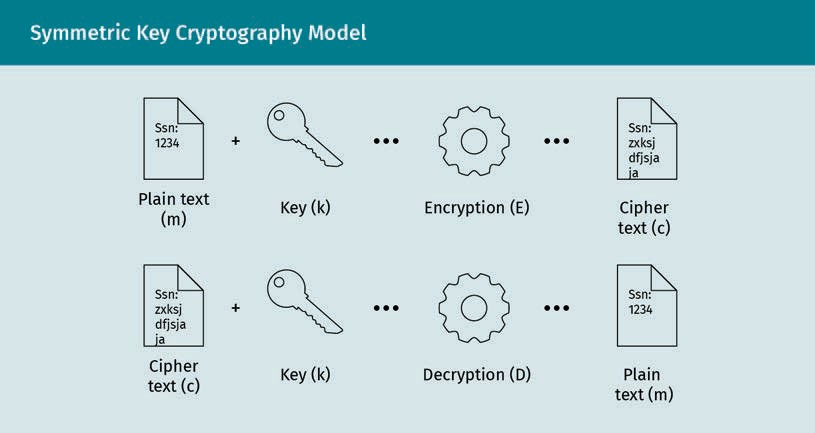 Symmetric Key Cryptography Model
Ssn:
1234
+
Plain text
(m)
Key (k)
Encryption (E)
Ssn:
zxksj
dfjsja
ja
Cipher
text (c)
Ssn:
zxksj
dfjsja
ja
+
Cipher
text (c)
Key (k)
Decryption (D)
Ssn:
1234
Plain
text (m)